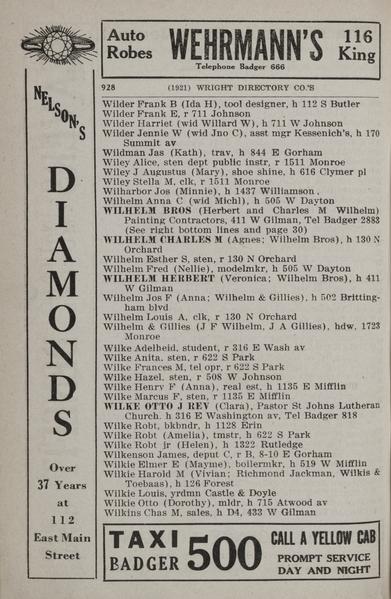 Auto Robes WEHRMANN'S 116 King
Telephone Badger 666
NELSON'S
DIAMONDS
Over
37 Years
at
112
East Main
Street
928 (1921) WRIGHT DIRECTORY CO.'S
Wilder Frank B (Ida H), tool designer, h 112 S Butler
Wilder Frank E, r 711 Johnson
Wilder Harriet (wid Willard W), h 711 W Johnson
Wilder Jennie W (wid Jno C), asst mgr Kessenich's, h 170
Summit av
Wildman Jas (Kath), trav, h 844 E Gorham
Wiley Alice, sten dept public instr, r 1511 Monroe
Wiley J Augustus (Mary), shoe shine, h 616 Clymer pl
Wiley Stella M, clk, r 1511 Monroe
Wilharbor Jos (Minnie), h 1437 Williamson,
Wilhelm Anna C (wid Michl), h 505 W Dayton
WILHELM BROS (Herbert and Charles M Wilhelm)
Painting Contractors, 411 W Gilman, Tel Badger 2883
(See right bottom lines and page 30)
WILHELM CHARLES M (Agnes; Wilhelm Bros), h 130 N
Orchard
Wilhelm Esther S, sten, r 130 N Orchard
Wilhelm Fred (Nellie), modelmkr, h 505 W Dayton
WILHELM HERBERT (Veronica; Wilhelm Bros), h 411
W Gilman
Wilhelm Jos F (Anna; Wilhelm & Gillies), h 502 Britting-
ham blvd
Wilhelm Louis A, clk, r 130 N Orchard
Wilhelm & Gillies (J F Wilhelm, J A Gillies), hdw, 1723
Monroe
Wilke Adelheid, student, r 316 E Wash av
Wilke Anita, sten, r 622 S Park
Wilke Frances M, tel opr, r 622 S Park
Wilke Hazel, sten, r 508 W Johnson
Wilke Henry F (Anna), real est, h 1135 E Mifflin
Wilke Marcus F, sten, r 1135 E Mifflin
WILKE OTTO J REV (Clara), Pastor St Johns Lutheran
Church, h 316 E Washington av, Tel Badger 818
Wilke Robt, bkbndr, h 1128 Erin
Wilke Robt (Amelia), tmstr, h 622 S Park
Wilke Robt jr (Helen), h 1322 Rutledge
Wilkenson James, deput C, r B, 8-10 E Gorham
Wilke Elmer E (Mayme), boilermkr, h 519 W Mifflin
Wilkie Harold M (Vivian; Richmond Jackman, Wilkie &
Toebaas), h 126 Forest
Wilkie Louis, yrdmn Castle & Doyle
Wilkie Otto (Dorothy), mldr, h 715 Atwood av
Wilkins Chas M, sales, h D4, 433 W Gilman
TAXI BADGER 500 CALL A YELLOW CAB
PROMPT SERVICE
DAY AND NIGHT